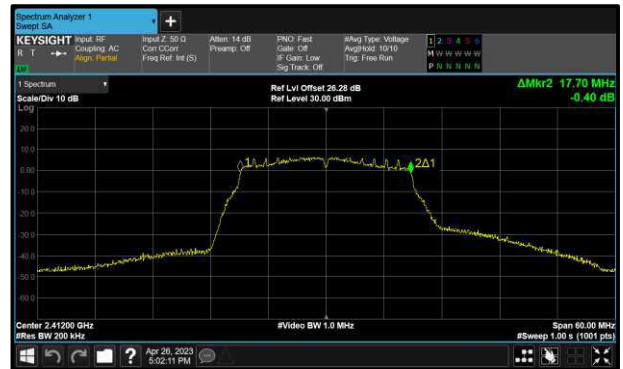 Spectrum Analyzer 1
Swept SA
+
KEYSIGHT
R T
Input: RF
Coupling: AC
Align: Partial
Input Z: 50 Ω
Corr CCorr
Freq Ref: Int (S)
Atten: 14 dB
Preamp: Off
PNO: Fast
Gate: Off
IF Gain: Low
Sig Track: Off
#Avg Type: Voltage
Avg|Hold: 10/10
Trig: Free Run
1 2 3 4 5 6
M W W W W W
P N N N N N
1 Spectrum
Scale/Div 10 dB
Log
Ref Lvl Offset 26.28 dB
Ref Level 30.00 dBm
ΔMkr2 17.70 MHz
-0.40 dB
20.0
10.0
0.00
-10.0
-20.0
-30.0
-40.0
-50.0
-60.0
1
2Δ1
Center 2.41200 GHz
#Res BW 200 kHz
#Video BW 1.0 MHz
Span 60.00 MHz
#Sweep 1.00 s (1001 pts)
?
Apr 26, 2023
5:02:11 PM